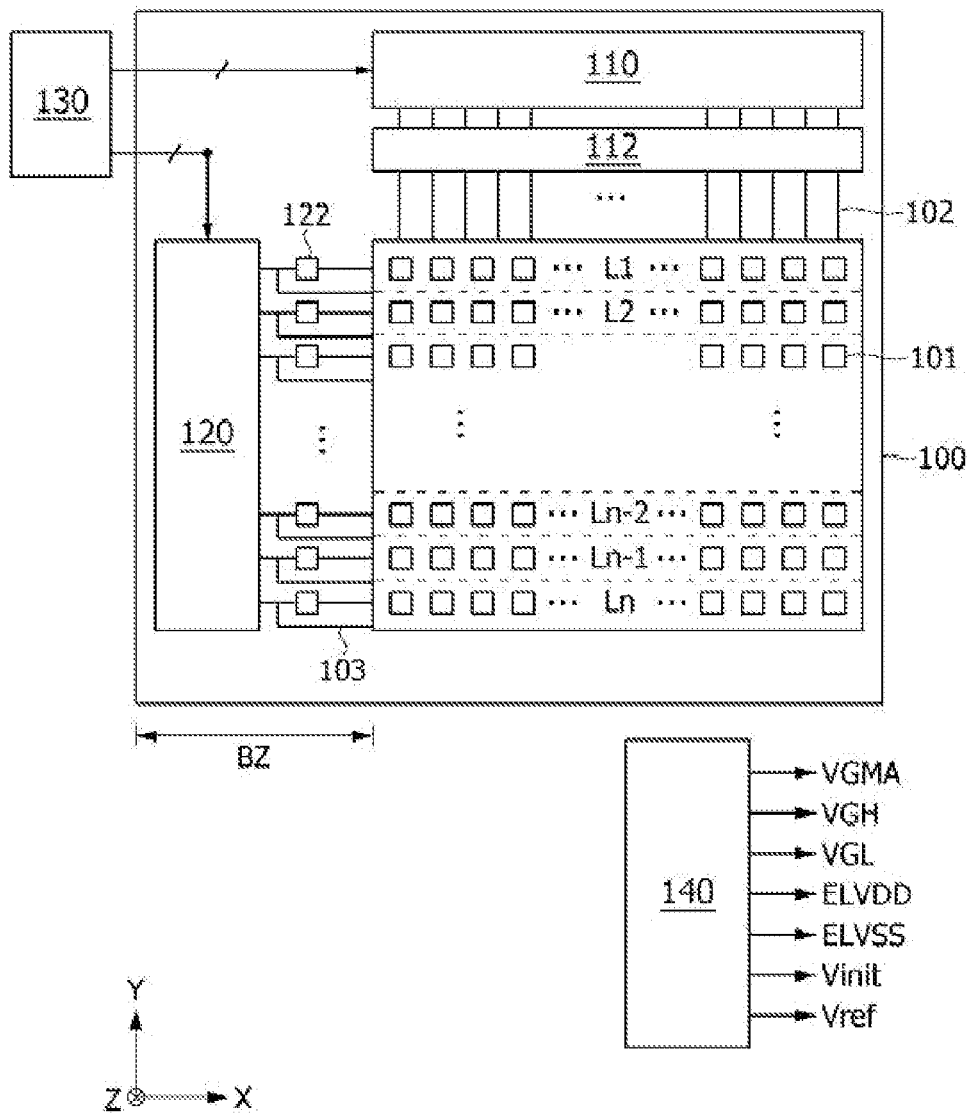 110
130
112
...
102
122
... L1 ...
... L2 ...
101
120
100
... Ln-2 ...
... Ln-1 ...
... Ln ...
103
BZ
VGMA
VGH
VGL
140
ELVDD
ELVSS
Vinit
Vref
Y
Z
X